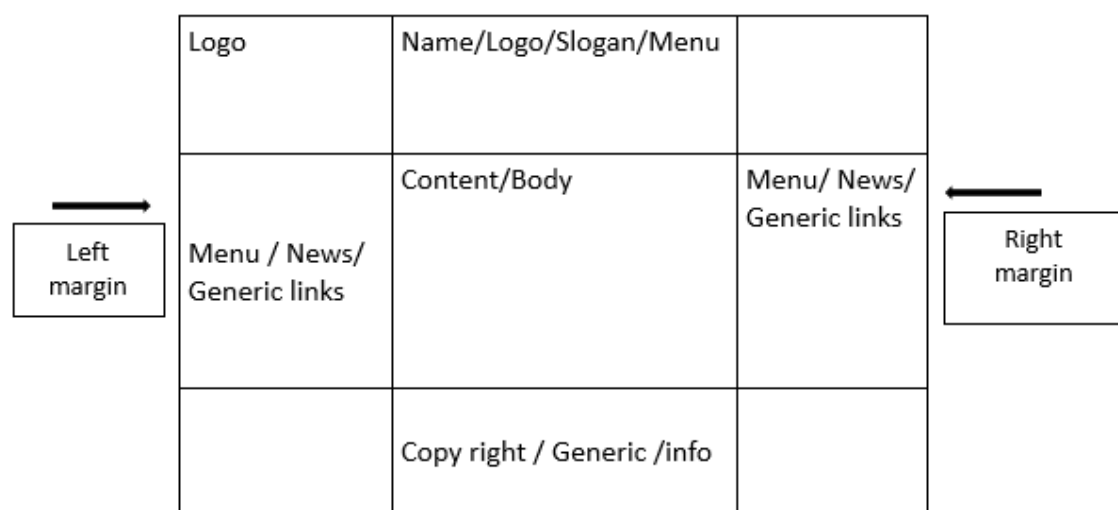 Logo
Name/Logo/Slogan/Menu
Left
margin
Menu / News/
Generic links
Content/Body
Menu/ News/
Generic links
Right
margin
Copy right / Generic /info